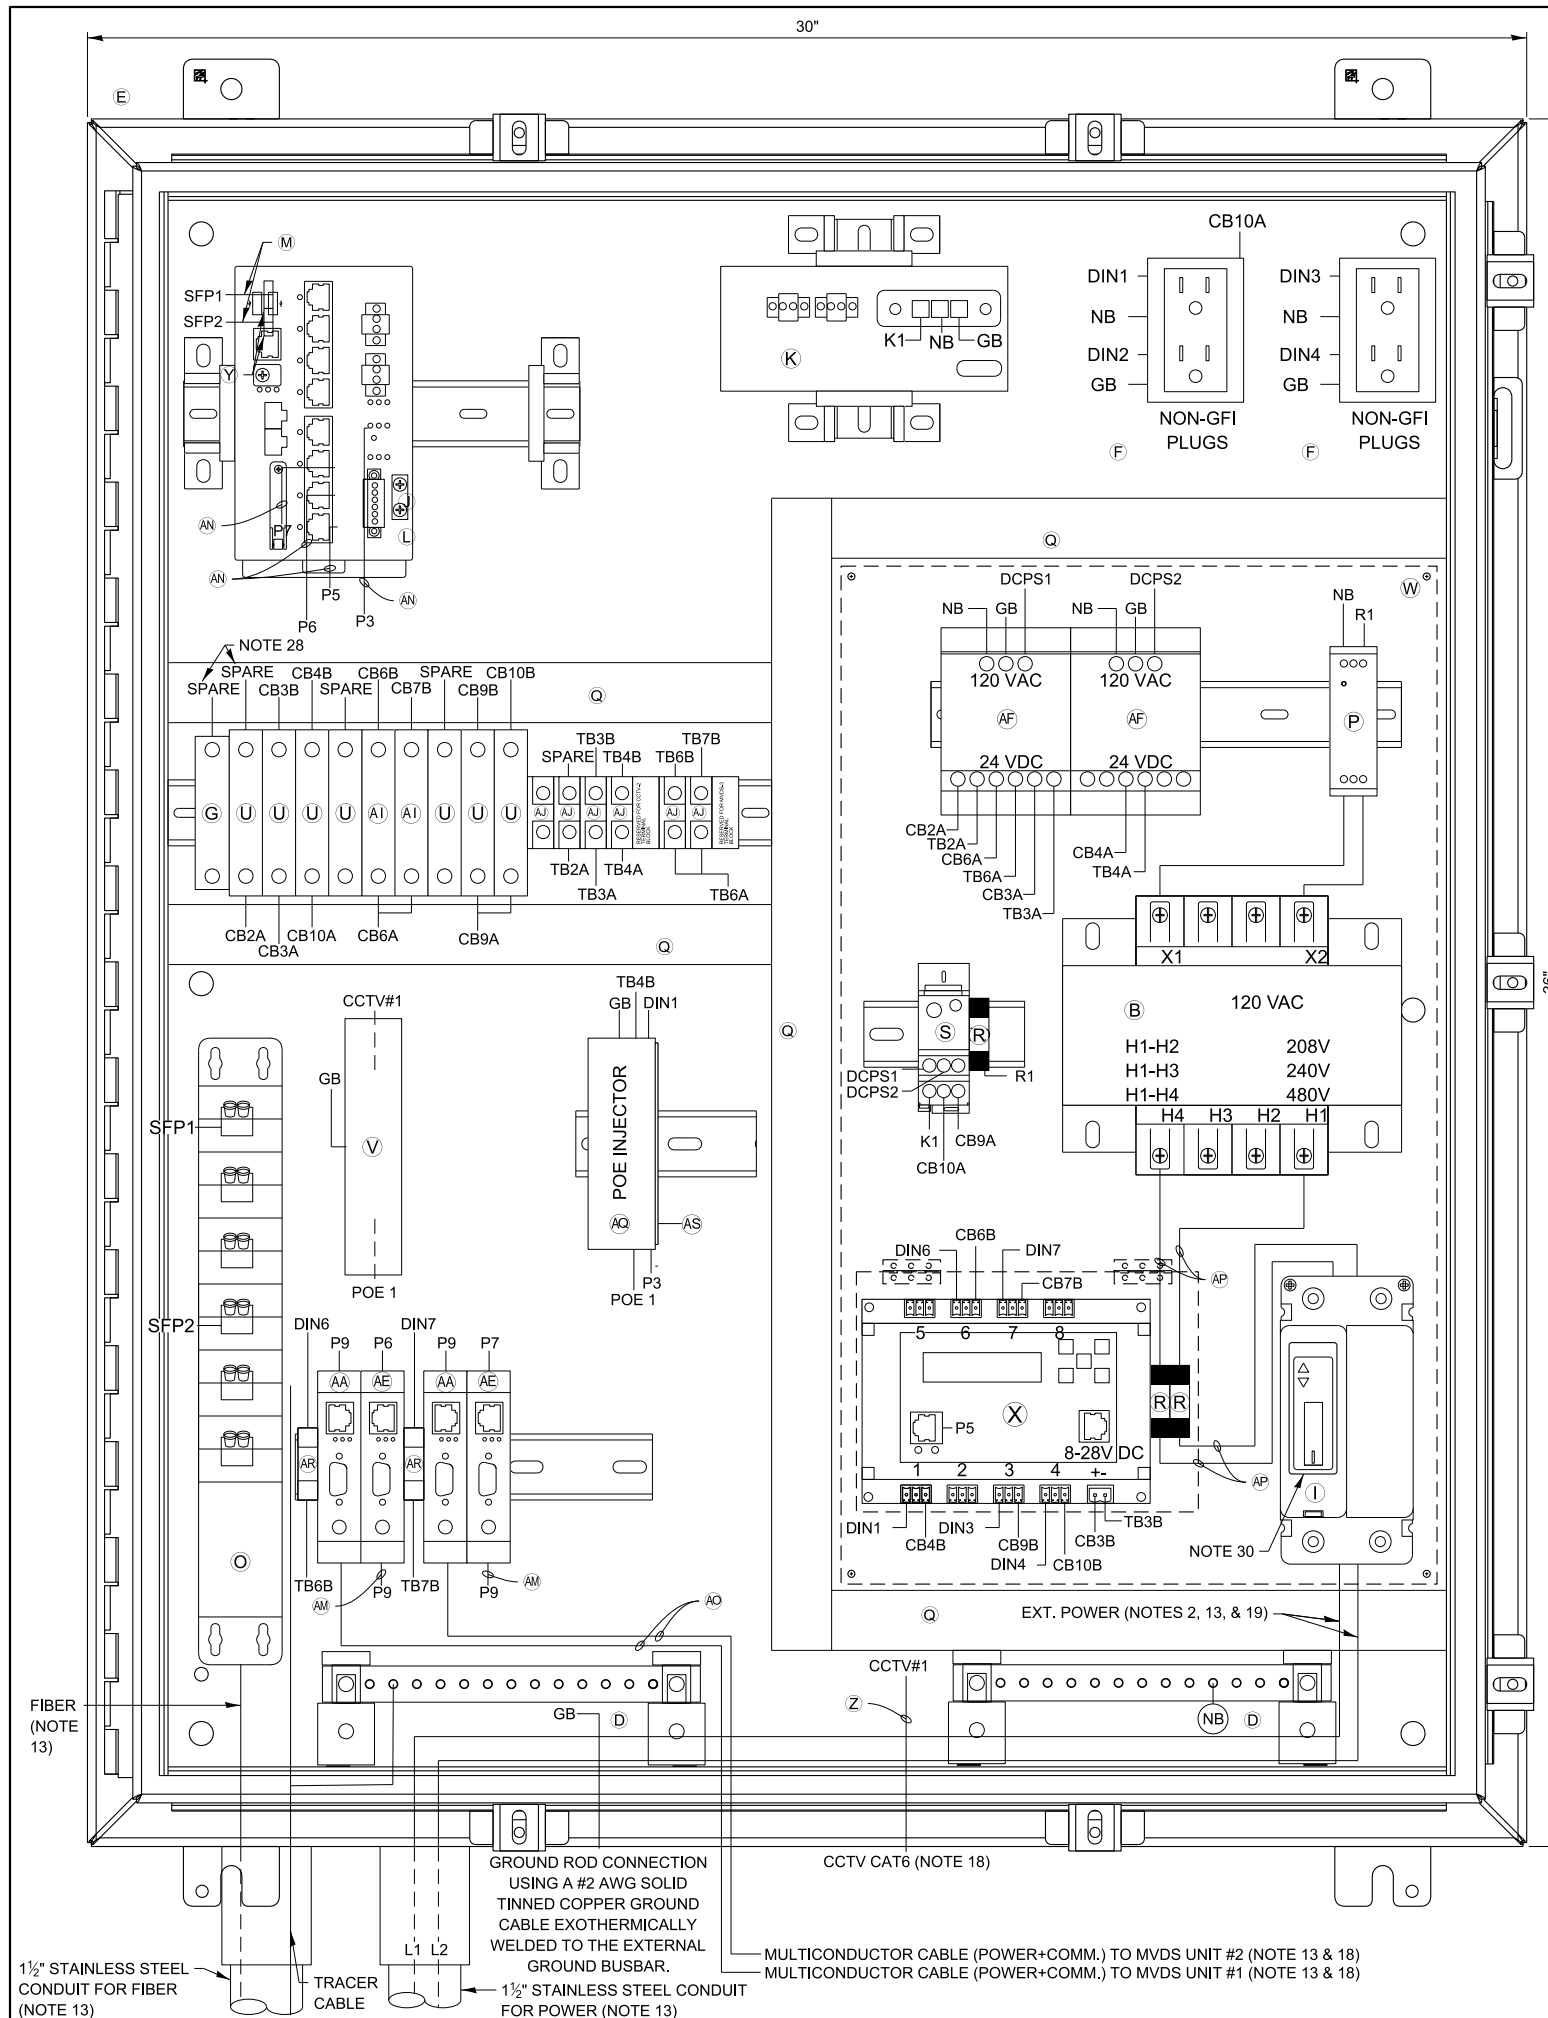 30"
E
M
SFP1
SFP2
Y
AN
P7
J
L
AN
P5
AN
P6
P3
K1
NB
GB
K
CB10A
DIN1
NB
DIN2
GB
NON-GFI
PLUGS
F
DIN3
NB
DIN4
GB
NON-GFI
PLUGS
F
36"
NOTE 28
SPARE
SPARE
CB3B
CB4B
SPARE
CB6B
CB7B
SPARE
CB9B
CB10B
Q
G
U
U
U
U
AI
AI
U
U
U
SPARE
TB3B
TB4B
TB6B
TB7B
AJ
AJ
AJ
AJ
RESERVED FOR CCTV-2
TERMINAL
BLOCK
AJ
AJ
RESERVED FOR MVDS-3
TERMINAL
BLOCK
TB2A
TB3A
TB4A
TB6A
CB2A
CB3A
CB10A
CB6A
CB9A
Q
Q
Q
W
DCPS1
DCPS2
NB
GB
NB
GB
120 VAC
120 VAC
AF
AF
24 VDC
24 VDC
CB2A
TB2A
CB6A
TB6A
CB3A
TB3A
CB4A
TB4A
NB
R1
P
X1
X2
B
120 VAC
H1-H2 208V
H1-H3 240V
H1-H4 480V
H4
H3
H2
H1
S
R
DCPS1
DCPS2
R1
K1
CB9A
CB10A
CCTV#1
GB
V
POE 1
TB4B
GB
DIN1
POE INJECTOR
AQ
AS
P3
POE 1
SFP1
SFP2
O
DIN6
P9
P6
DIN7
P9
P7
AA
AE
AA
AE
AR
AR
TB6B
P9
TB7B
P9
AM
AM
AO
DIN6
CB6B
DIN7
CB7B
AP
5
6
7
8
X
P5
8-28V DC
1
2
3
4
+-
R
R
AP
DIN1
CB4B
DIN3
CB9B
DIN4
CB10B
CB3B
TB3B
NOTE 30
I
Q
EXT. POWER (NOTES 2, 13, & 19)
GB
D
CCTV#1
Z
NB
D
FIBER
(NOTE
13)
GROUND ROD CONNECTION
USING A #2 AWG SOLID
TINNED COPPER GROUND
CABLE EXOTHERMICALLY
WELDED TO THE EXTERNAL
GROUND BUSBAR.
CCTV CAT6 (NOTE 18)
L1
L2
MULTICONDUCTOR CABLE (POWER+COMM.) TO MVDS UNIT #2 (NOTE 13 & 18)
MULTICONDUCTOR CABLE (POWER+COMM.) TO MVDS UNIT #1 (NOTE 13 & 18)
1½" STAINLESS STEEL
CONDUIT FOR FIBER
(NOTE 13)
TRACER
CABLE
1½" STAINLESS STEEL CONDUIT
FOR POWER (NOTE 13)